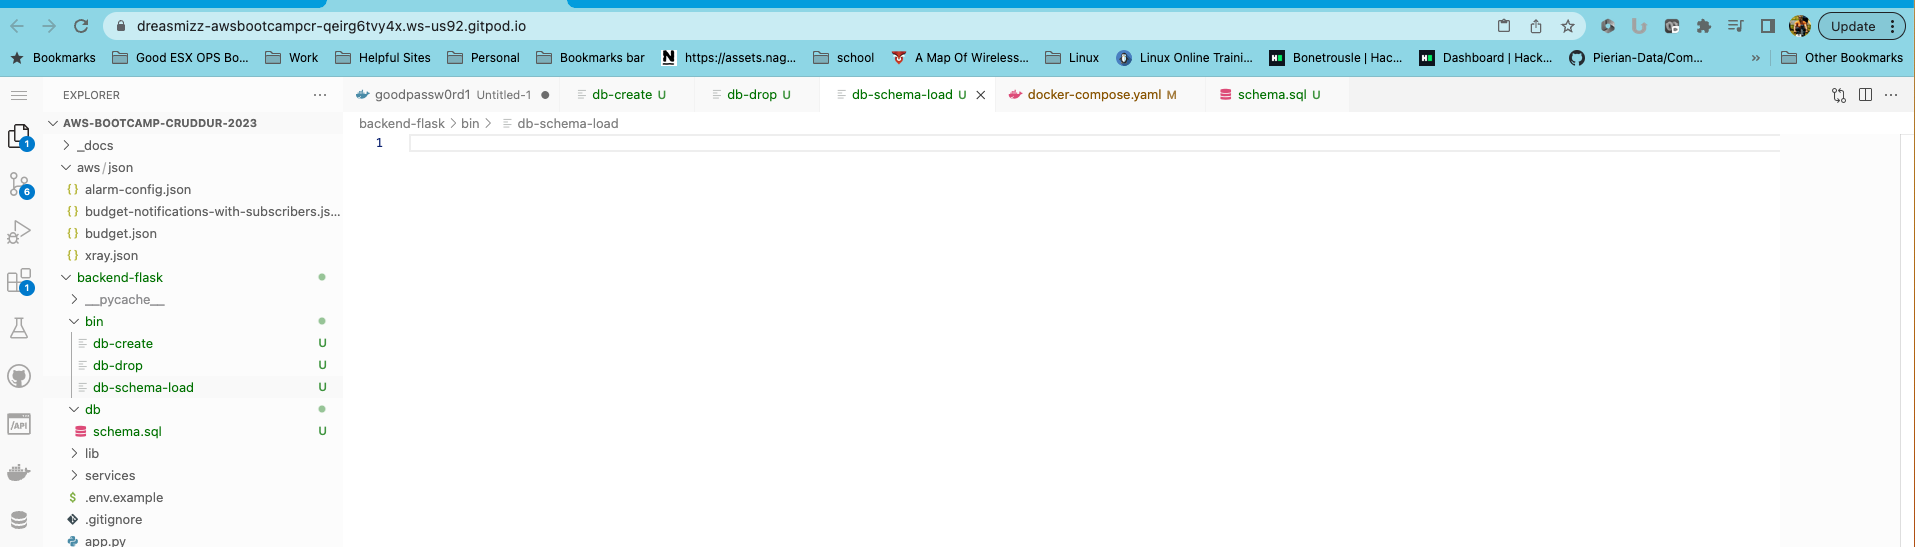 dreasmizz-awsbootcampcr-qeirg6tvy4x.ws-us92.gitpod.io
Update
Bookmarks Good ESX OPS Bo... Work Helpful Sites Personal Bookmarks bar N https://assets.nag... school A Map Of Wireless... Linux Linux Online Traini... Bonetrousle | Hac... Dashboard | Hack... Pierian-Data/Com... » Other Bookmarks
EXPLORER ···
goodpassw0rd1 Untitled-1 ● db-create U db-drop U db-schema-load U × docker-compose.yaml M schema.sql U ···
AWS-BOOTCAMP-CRUDDUR-2023
backend-flask > bin > db-schema-load
1
1
_docs
aws/json
{} alarm-config.json
6
{} budget-notifications-with-subscribers.js...
{} budget.json
{} xray.json
backend-flask
1
__pycache__
bin
db-create U
db-drop U
db-schema-load U
db
/API
schema.sql U
lib
services
$ .env.example
.gitignore
app.py